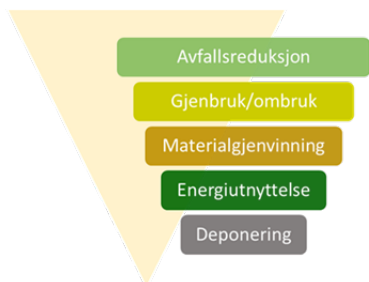 Avfallsreduksjon
Gjenbruk/ombruk
Materialgjenvinning
Energiutnyttelse
Deponering